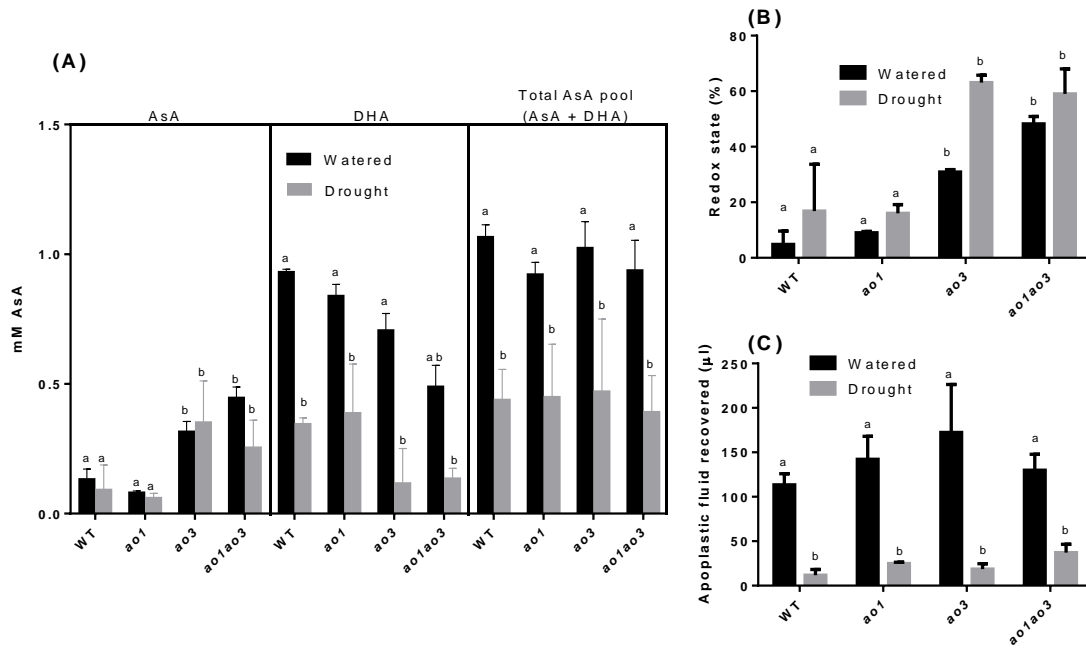 (A)
AsA
DHA
Total AsA pool
(AsA + DHA)
Watered
Drought
mM AsA
1.5
1.0
0.5
0.0
a a a a b b b b
a b a b a b ab b
a b a b a b a b
WT ao1 ao3 ao1ao3
WT ao1 ao3 ao1ao3
WT ao1 ao3 ao1ao3
(B)
Watered
Drought
Redox state (%)
80
60
40
20
0
a a a a b b b b
WT ao1 ao3 ao1ao3
(C)
Watered
Drought
Apoplastic fluid recovered (µl)
250
200
150
100
50
0
a b a b a b a b
WT ao1 ao3 ao1ao3